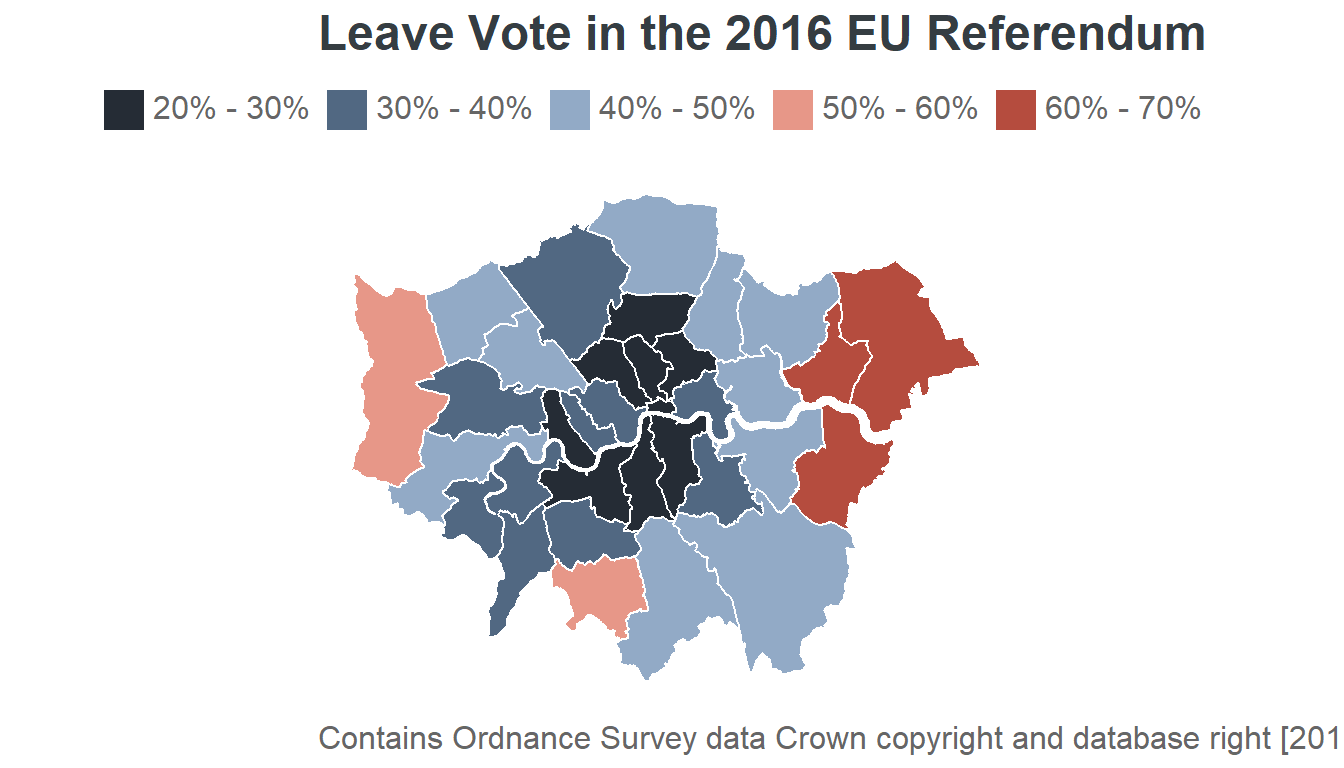 Leave Vote in the 2016 EU Referendum
20% - 30% 30% - 40% 40% - 50% 50% - 60% 60% - 70%
Contains Ordnance Survey data Crown copyright and database right [201